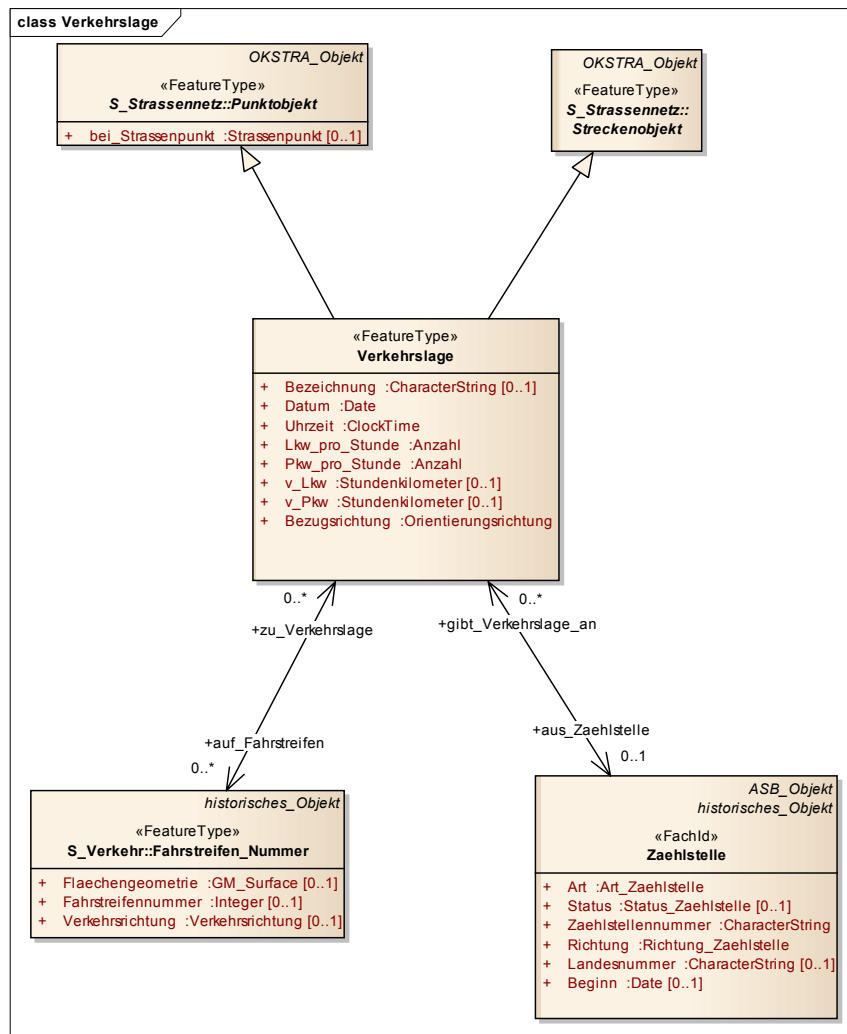 class Verkehrslage
OKSTRA_Objekt
«FeatureType»
S_Strassennetz::Punktobjekt
+ bei_Strassenpunkt :Strassenpunkt [0..1]
OKSTRA_Objekt
«FeatureType»
S_Strassennetz::
Streckenobjekt
«FeatureType»
Verkehrslage
+ Bezeichnung :CharacterString [0..1]
+ Datum :Date
+ Uhrzeit :ClockTime
+ Lkw_pro_Stunde :Anzahl
+ Pkw_pro_Stunde :Anzahl
+ v_Lkw :Stundenkilometer [0..1]
+ v_Pkw :Stundenkilometer [0..1]
+ Bezugsrichtung :Orientierungsrichtung
0..*
+zu_Verkehrslage
0..*
+gibt_Verkehrslage_an
+auf_Fahrstreifen
0..*
+aus_Zaehlstelle
0..1
historisches_Objekt
«FeatureType»
S_Verkehr::Fahrstreifen_Nummer
+ Flaechengeometrie :GM_Surface [0..1]
+ Fahrstreifennummer :Integer [0..1]
+ Verkehrsrichtung :Verkehrsrichtung [0..1]
ASB_Objekt
historisches_Objekt
«FachId»
Zaehlstelle
+ Art :Art_Zaehlstelle
+ Status :Status_Zaehlstelle [0..1]
+ Zaehlstellennummer :CharacterString
+ Richtung :Richtung_Zaehlstelle
+ Landesnummer :CharacterString [0..1]
+ Beginn :Date [0..1]